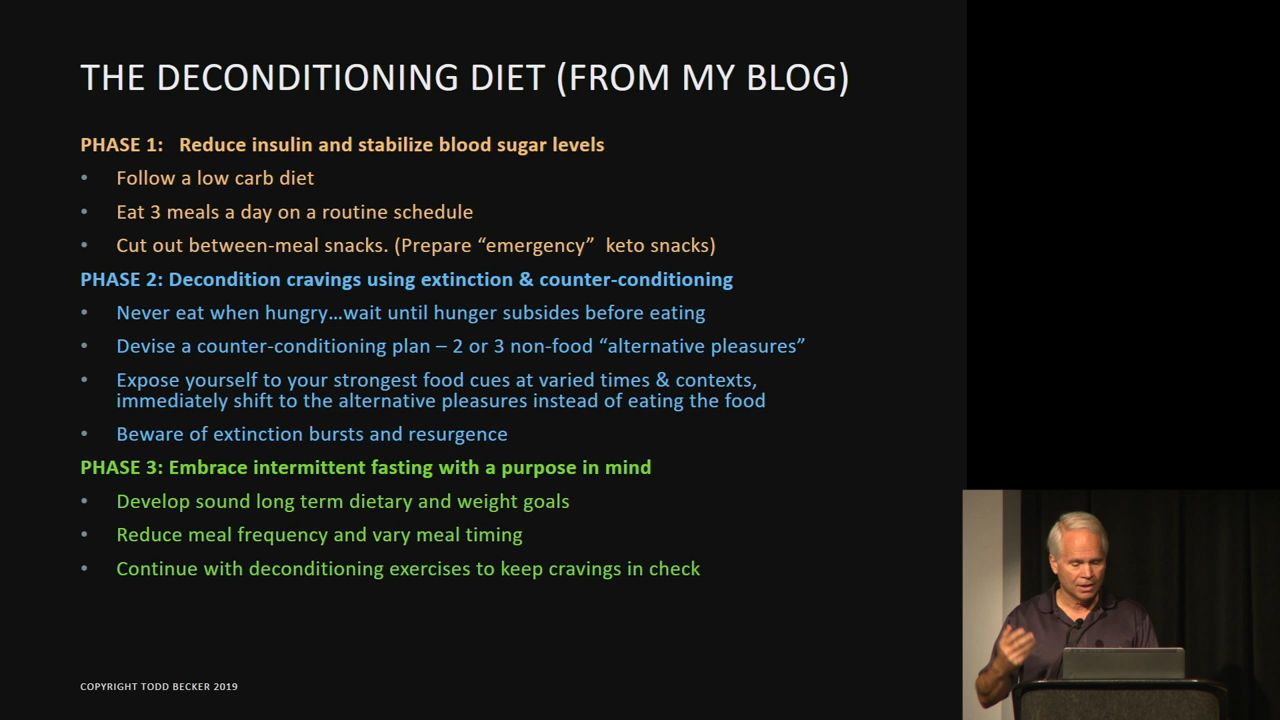 THE DECONDITIONING DIET (FROM MY BLOG)
PHASE 1: Reduce insulin and stabilize blood sugar levels
• Follow a low carb diet
• Eat 3 meals a day on a routine schedule
• Cut out between-meal snacks. (Prepare “emergency” keto snacks)
PHASE 2: Decondition cravings using extinction & counter-conditioning
• Never eat when hungry…wait until hunger subsides before eating
• Devise a counter-conditioning plan – 2 or 3 non-food “alternative pleasures”
• Expose yourself to your strongest food cues at varied times & contexts,
immediately shift to the alternative pleasures instead of eating the food
• Beware of extinction bursts and resurgence
PHASE 3: Embrace intermittent fasting with a purpose in mind
• Develop sound long term dietary and weight goals
• Reduce meal frequency and vary meal timing
• Continue with deconditioning exercises to keep cravings in check
COPYRIGHT TODD BECKER 2019